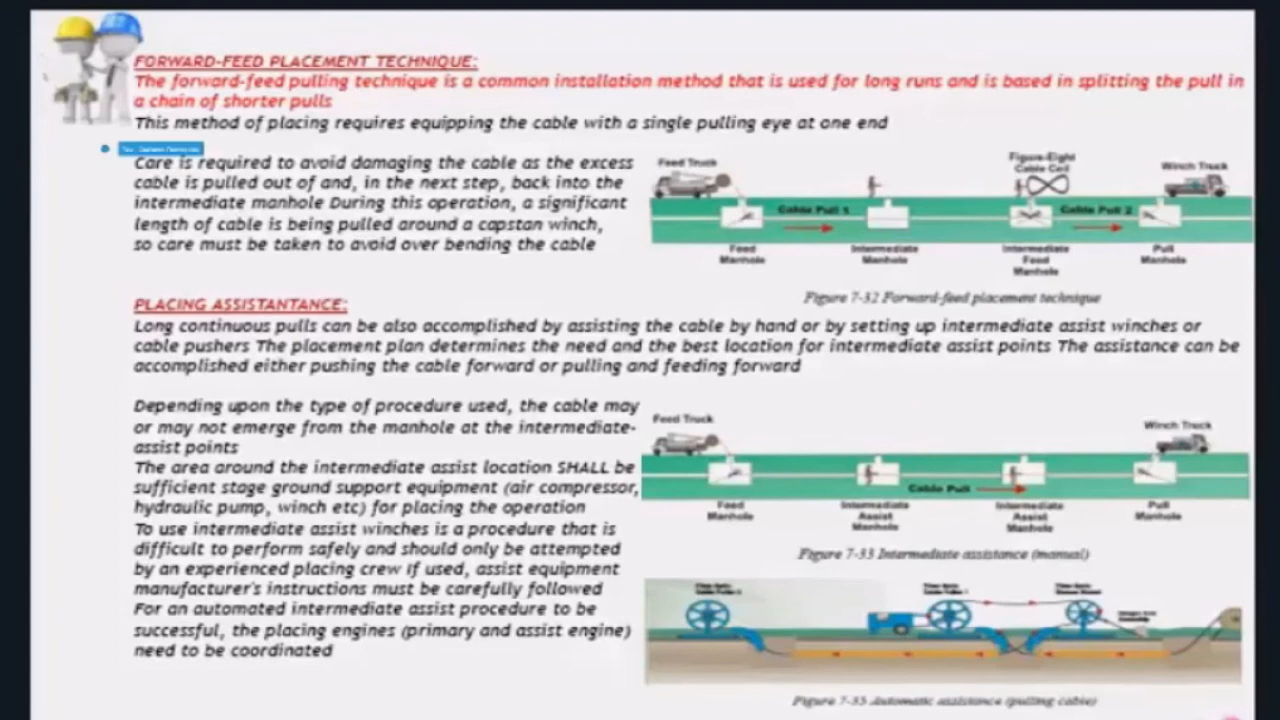 FORWARD-FEED PLACEMENT TECHNIQUE:
The forward-feed pulling technique is a common installation method that is used for long runs and is based in splitting the pull in
a chain of shorter pulls
This method of placing requires equipping the cable with a single pulling eye at one end
Care is required to avoid damaging the cable as the excess
cable is pulled out of and, in the next step, back into the
intermediate manhole During this operation, a significant
length of cable is being pulled around a capstan winch,
so care must be taken to avoid over bending the cable
Feed Truck
Figure-Eight
Cable Coil
Winch Truck
Cable Pull 1
Cable Pull 2
Feed
Manhole
Intermediate
Manhole
Intermediate
Feed
Manhole
Pull
Manhole
Figure 7-32 Forward-feed placement technique
PLACING ASSISTANTANCE:
Long continuous pulls can be also accomplished by assisting the cable by hand or by setting up intermediate assist winches or
cable pushers The placement plan determines the need and the best location for intermediate assist points The assistance can be
accomplished either pushing the cable forward or pulling and feeding forward
Depending upon the type of procedure used, the cable may
or may not emerge from the manhole at the intermediate-
assist points
The area around the intermediate assist location SHALL be
sufficient stage ground support equipment (air compressor,
hydraulic pump, winch etc) for placing the operation
To use intermediate assist winches is a procedure that is
difficult to perform safely and should only be attempted
by an experienced placing crew If used, assist equipment
manufacturer's instructions must be carefully followed
For an automated intermediate assist procedure to be
successful, the placing engines (primary and assist engine)
need to be coordinated
Feed Truck
Winch Truck
Cable Pull
Feed
Manhole
Intermediate
Assist
Manhole
Intermediate
Assist
Manhole
Pull
Manhole
Figure 7-33 Intermediate assistance (manual)
Figure 7-35 Automatic assistance (pulling cable)